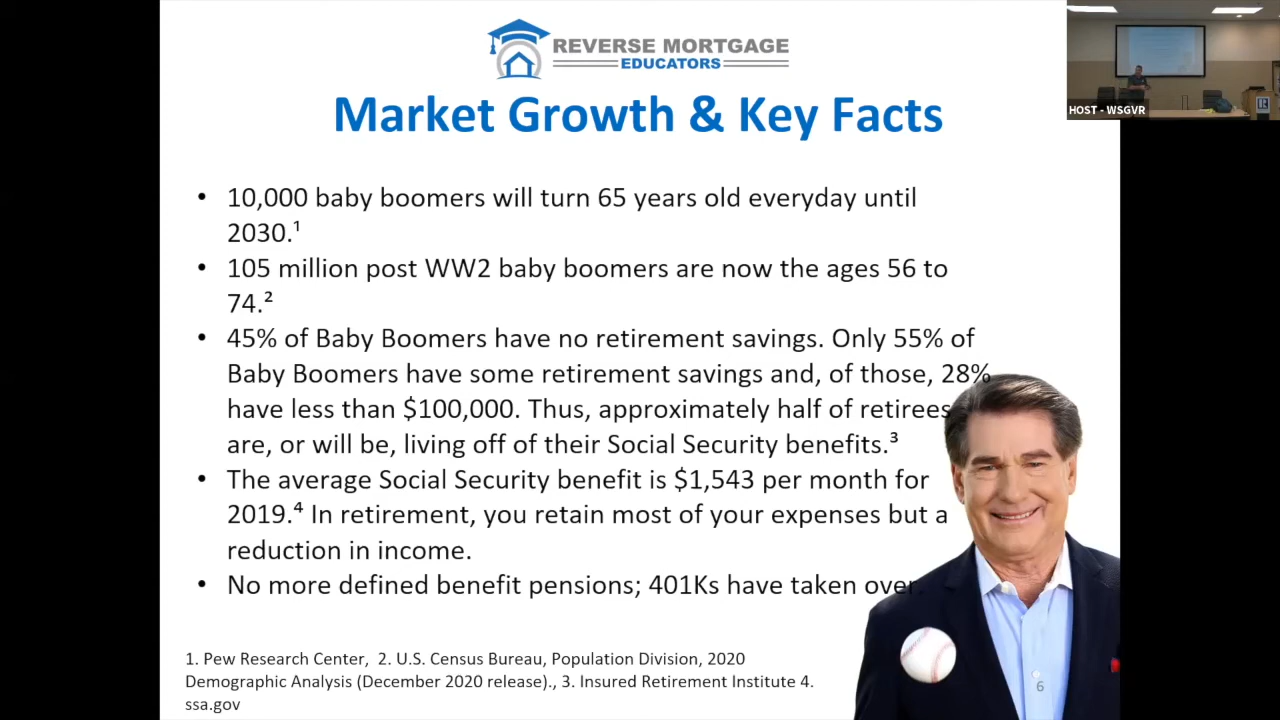 REVERSE MORTGAGE
EDUCATORS
HOST - WSGVR
Market Growth & Key Facts
• 10,000 baby boomers will turn 65 years old everyday until
2030.¹
• 105 million post WW2 baby boomers are now the ages 56 to
74.²
• 45% of Baby Boomers have no retirement savings. Only 55% of
Baby Boomers have some retirement savings and, of those, 28%
have less than $100,000. Thus, approximately half of retirees
are, or will be, living off of their Social Security benefits.³
• The average Social Security benefit is $1,543 per month for
2019.⁴ In retirement, you retain most of your expenses but a
reduction in income.
• No more defined benefit pensions; 401Ks have taken over.
1. Pew Research Center, 2. U.S. Census Bureau, Population Division, 2020
Demographic Analysis (December 2020 release)., 3. Insured Retirement Institute 4.
ssa.gov
6